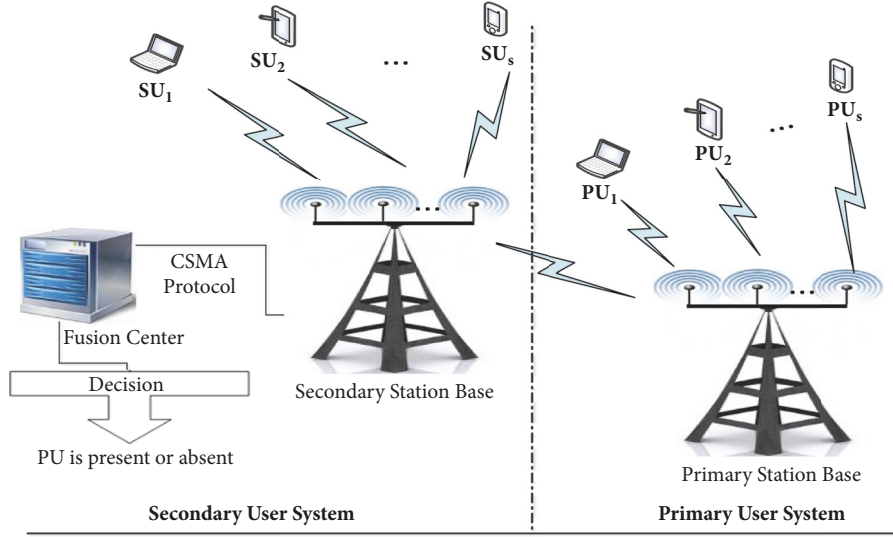 SU1
SU2
...
SUs
PU1
PU2
...
PUs
...
...
CSMA
Protocol
Fusion Center
Decision
PU is present or absent
Secondary Station Base
Primary Station Base
Secondary User System
Primary User System